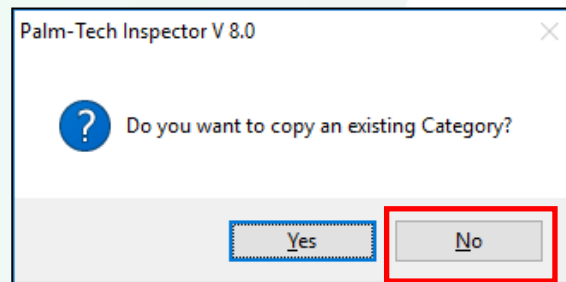 Palm-Tech Inspector V 8.0
Do you want to copy an existing Category?
Yes No